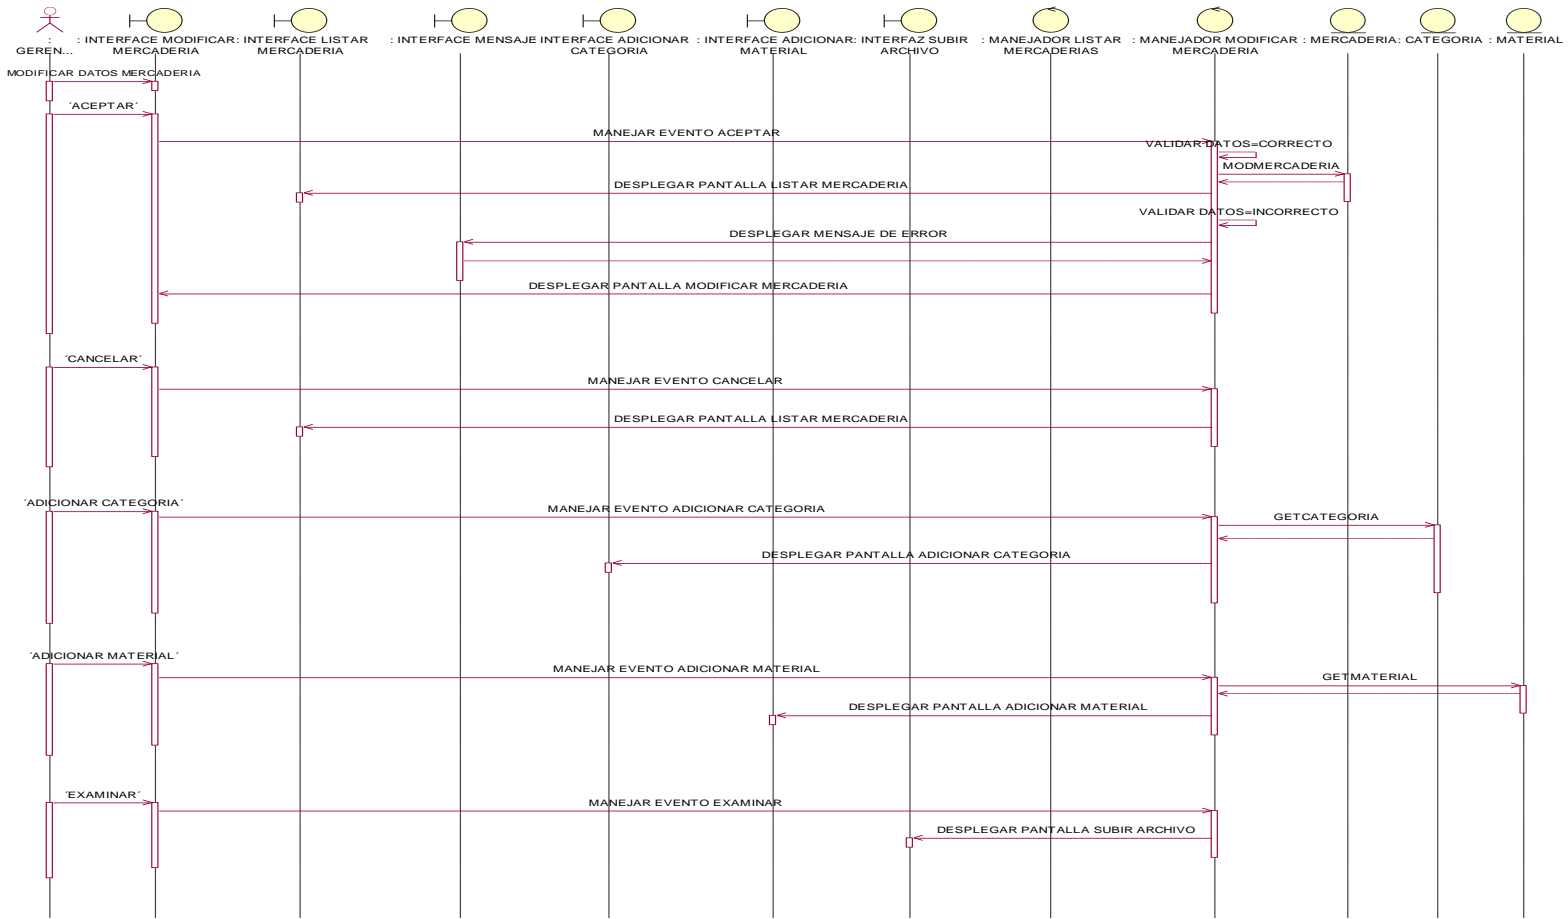 :
GEREN...
: INTERFACE MODIFICAR
MERCADERIA
: INTERFACE LISTAR
MERCADERIA
: INTERFACE MENSAJE
INTERFACE ADICIONAR
CATEGORIA
: INTERFACE ADICIONAR
MATERIAL
: INTERFAZ SUBIR
ARCHIVO
: MANEJADOR LISTAR
MERCADERIAS
: MANEJADOR MODIFICAR
MERCADERIA
: MERCADERIA
: CATEGORIA
: MATERIAL
MODIFICAR DATOS MERCADERIA
´ACEPTAR´
MANEJAR EVENTO ACEPTAR
VALIDAR DATOS=CORRECTO
MODMERCADERIA
DESPLEGAR PANTALLA LISTAR MERCADERIA
VALIDAR DATOS=INCORRECTO
DESPLEGAR MENSAJE DE ERROR
DESPLEGAR PANTALLA MODIFICAR MERCADERIA
´CANCELAR´
MANEJAR EVENTO CANCELAR
DESPLEGAR PANTALLA LISTAR MERCADERIA
´ADICIONAR CATEGORIA´
MANEJAR EVENTO ADICIONAR CATEGORIA
GETCATEGORIA
DESPLEGAR PANTALLA ADICIONAR CATEGORIA
´ADICIONAR MATERIAL´
MANEJAR EVENTO ADICIONAR MATERIAL
GETMATERIAL
DESPLEGAR PANTALLA ADICIONAR MATERIAL
´EXAMINAR´
MANEJAR EVENTO EXAMINAR
DESPLEGAR PANTALLA SUBIR ARCHIVO